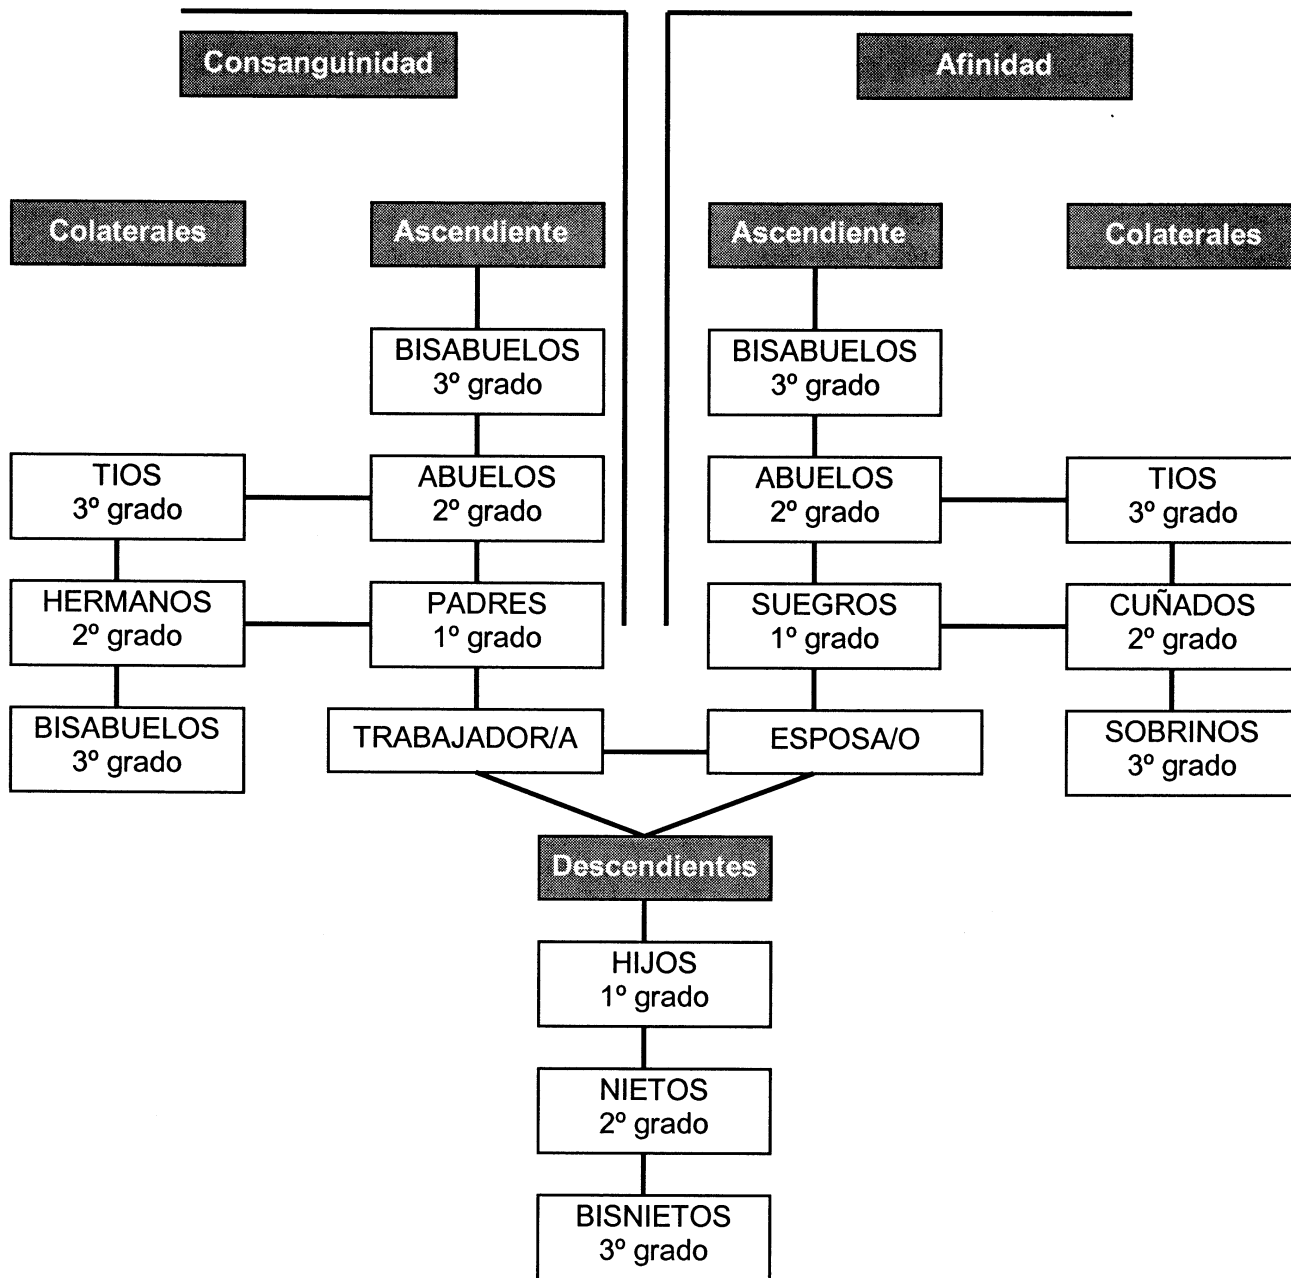 Consanguinidad
Afinidad
Colaterales
Ascendiente
Ascendiente
Colaterales
BISABUELOS
3º grado
BISABUELOS
3º grado
TIOS
3º grado
ABUELOS
2º grado
ABUELOS
2º grado
TIOS
3º grado
HERMANOS
2º grado
PADRES
1º grado
SUEGROS
1º grado
CUÑADOS
2º grado
BISABUELOS
3º grado
TRABAJADOR/A
ESPOSA/O
SOBRINOS
3º grado
Descendientes
HIJOS
1º grado
NIETOS
2º grado
BISNIETOS
3º grado